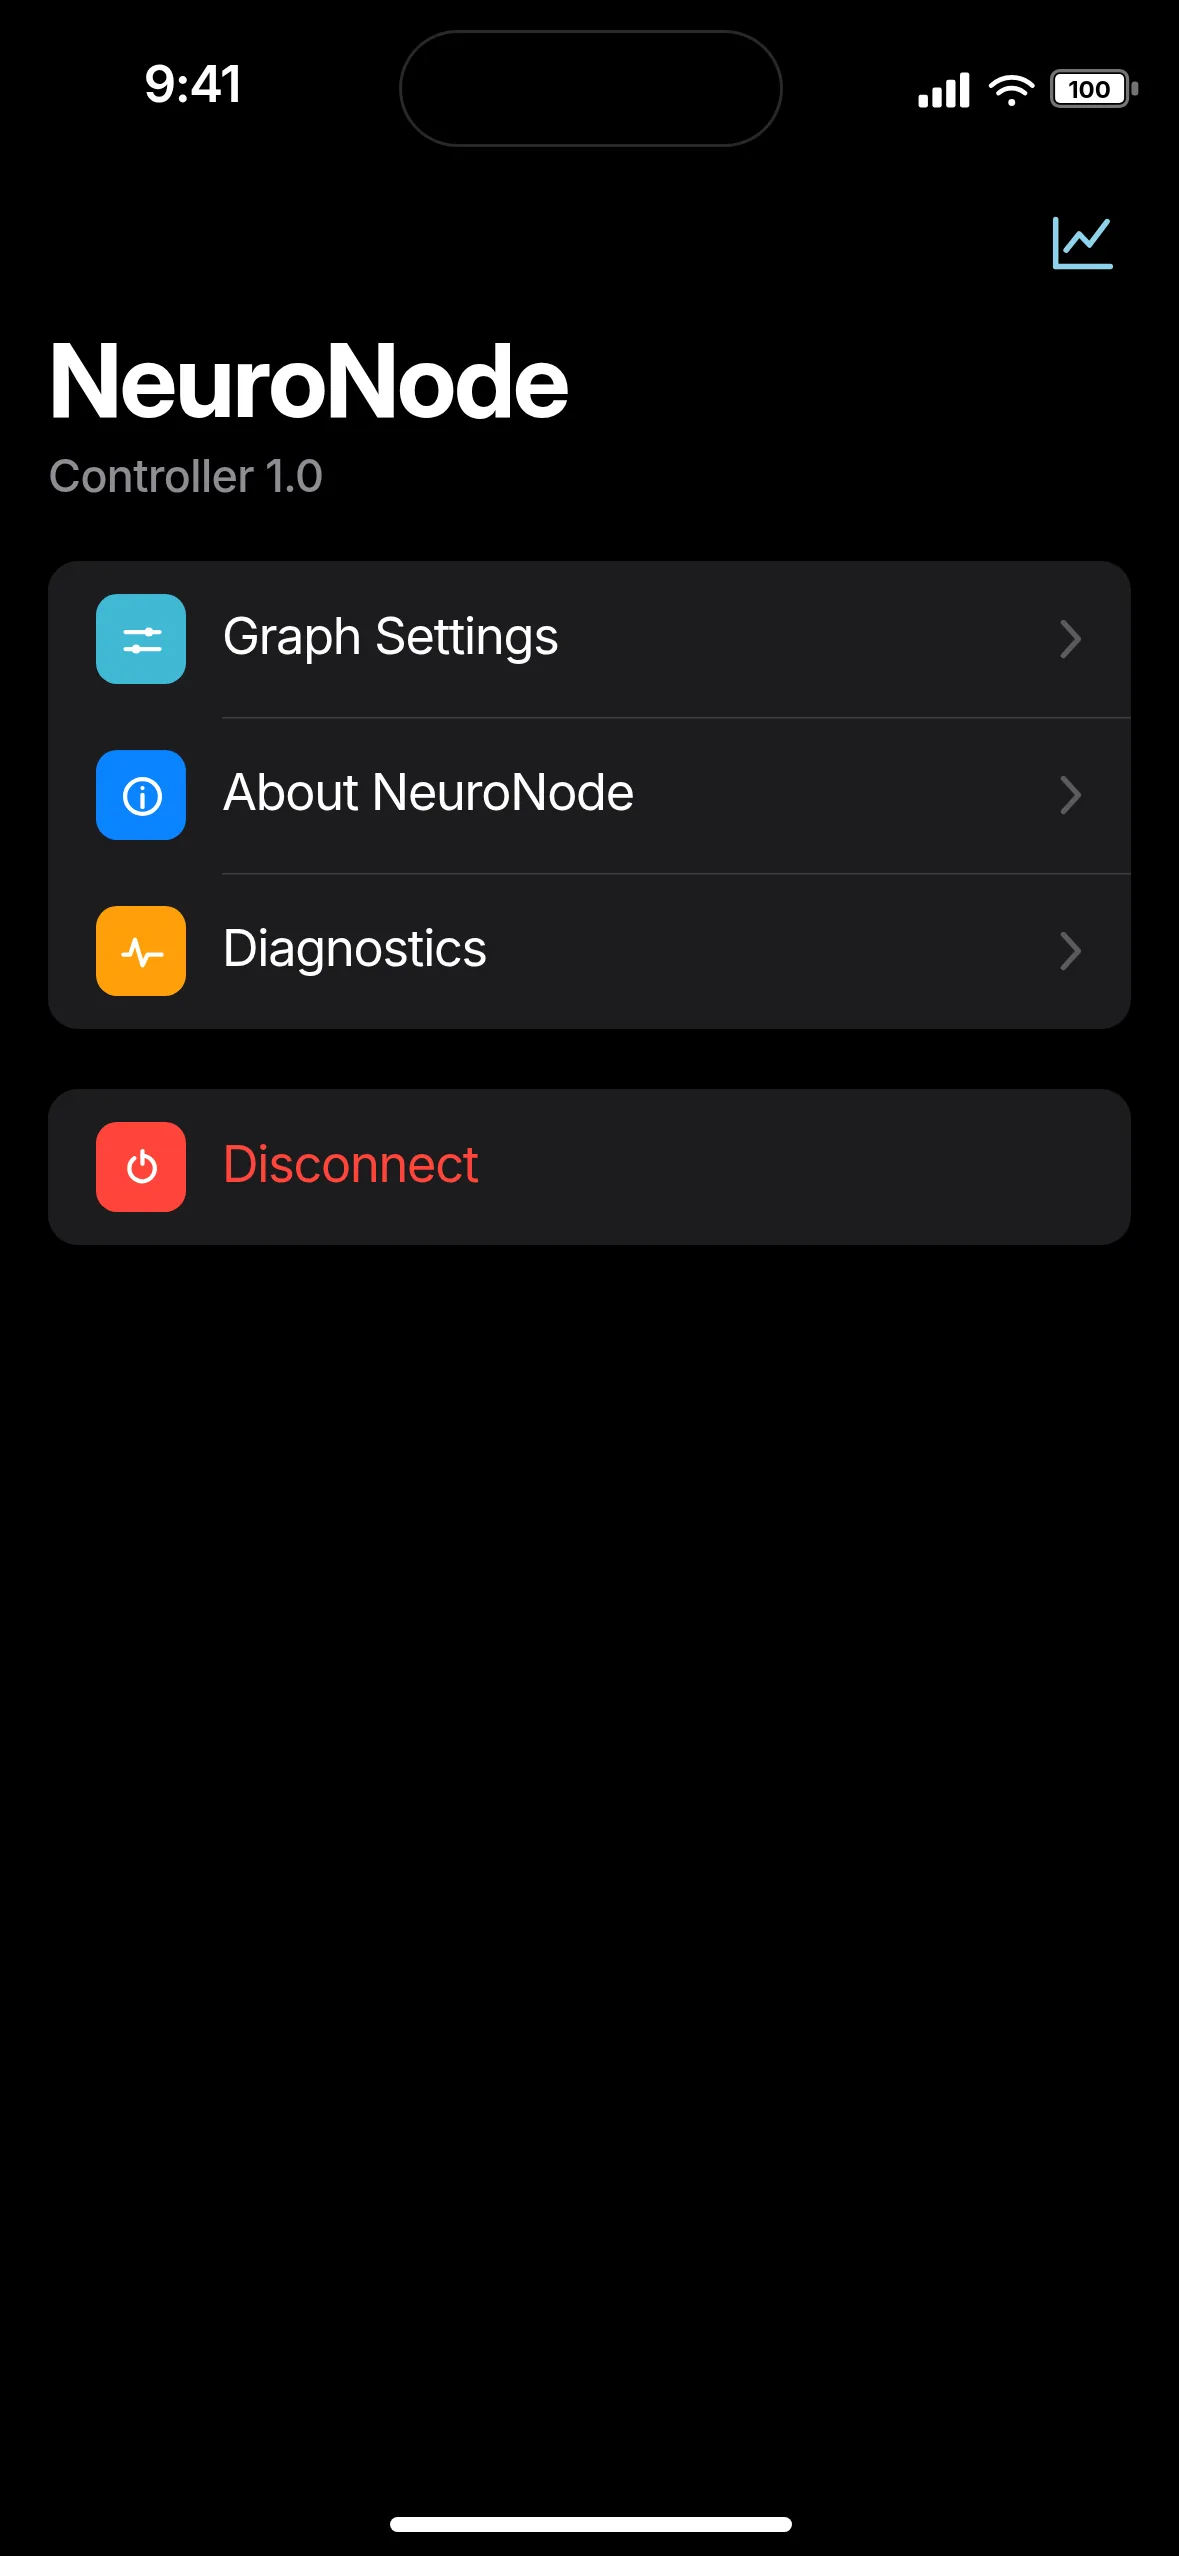 9:41
100
NeuroNode
Controller 1.0
Graph Settings
About NeuroNode
Diagnostics
Disconnect